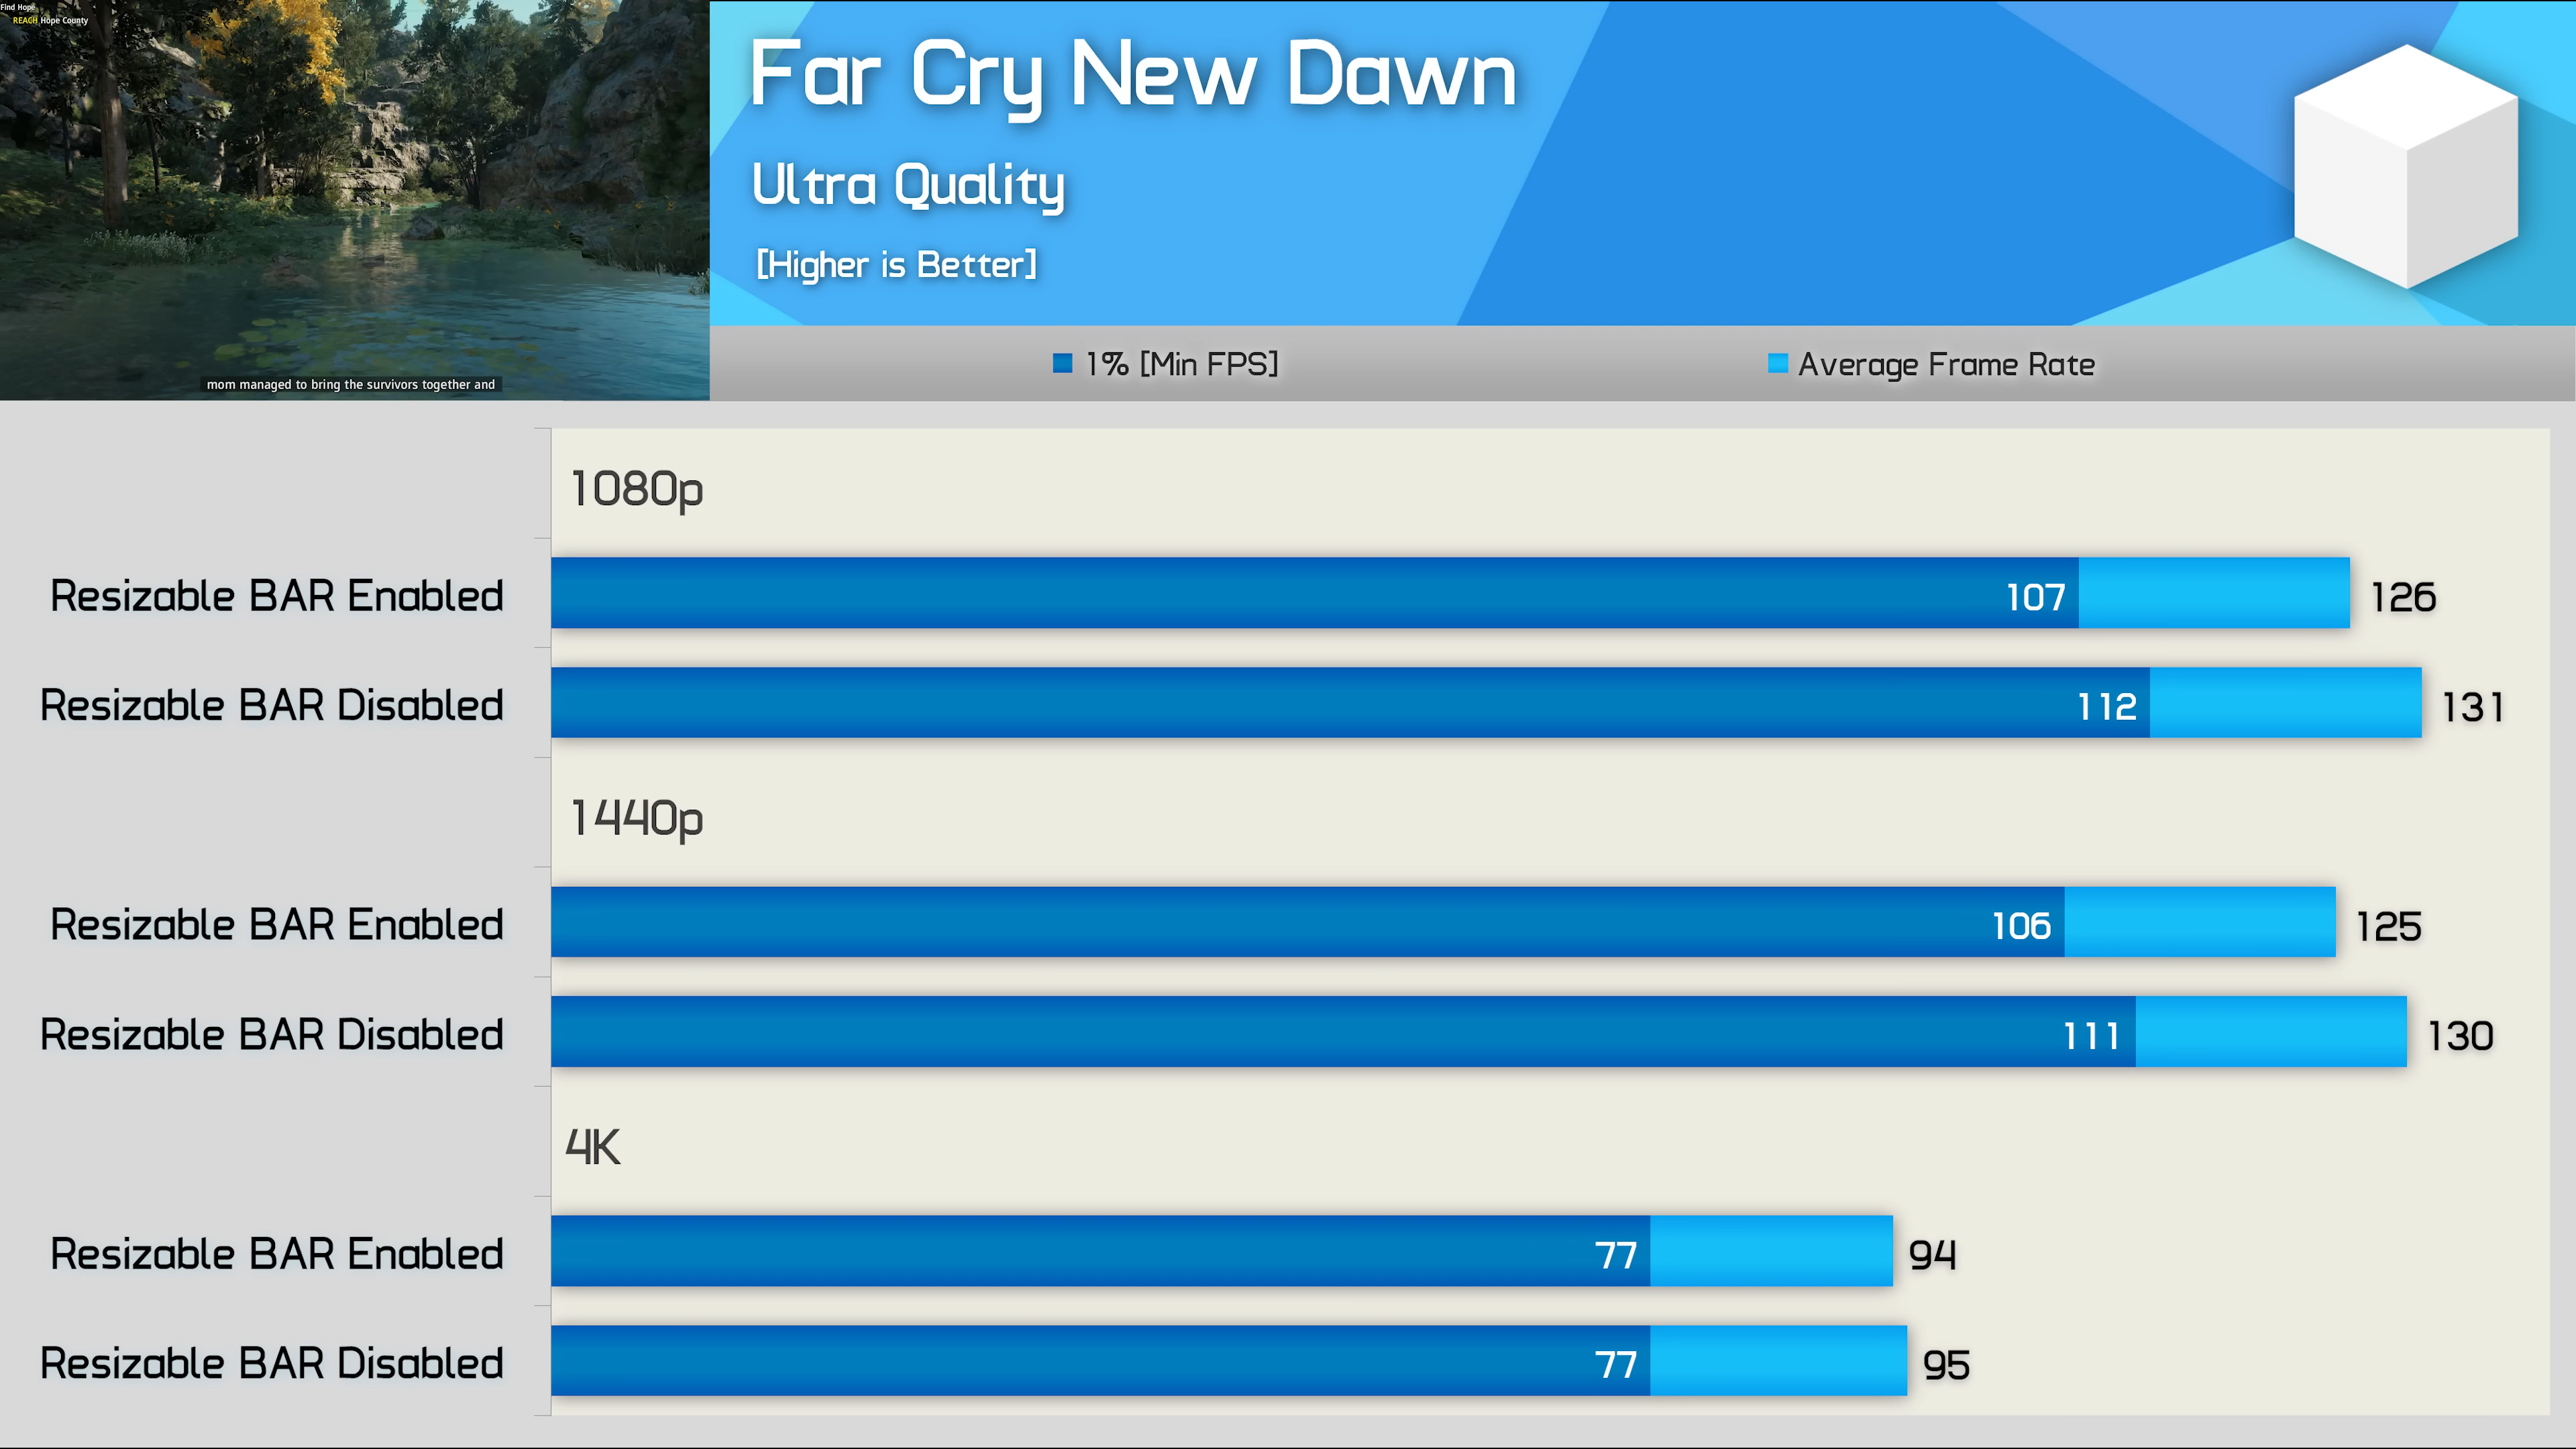 Find Hope
REACH Hope County
mom managed to bring the survivors together and
Far Cry New Dawn
Ultra Quality
[Higher is Better]
1% [Min FPS]
Average Frame Rate
1080p
Resizable BAR Enabled 107 126
Resizable BAR Disabled 112 131
1440p
Resizable BAR Enabled 106 125
Resizable BAR Disabled 111 130
4K
Resizable BAR Enabled 77 94
Resizable BAR Disabled 77 95